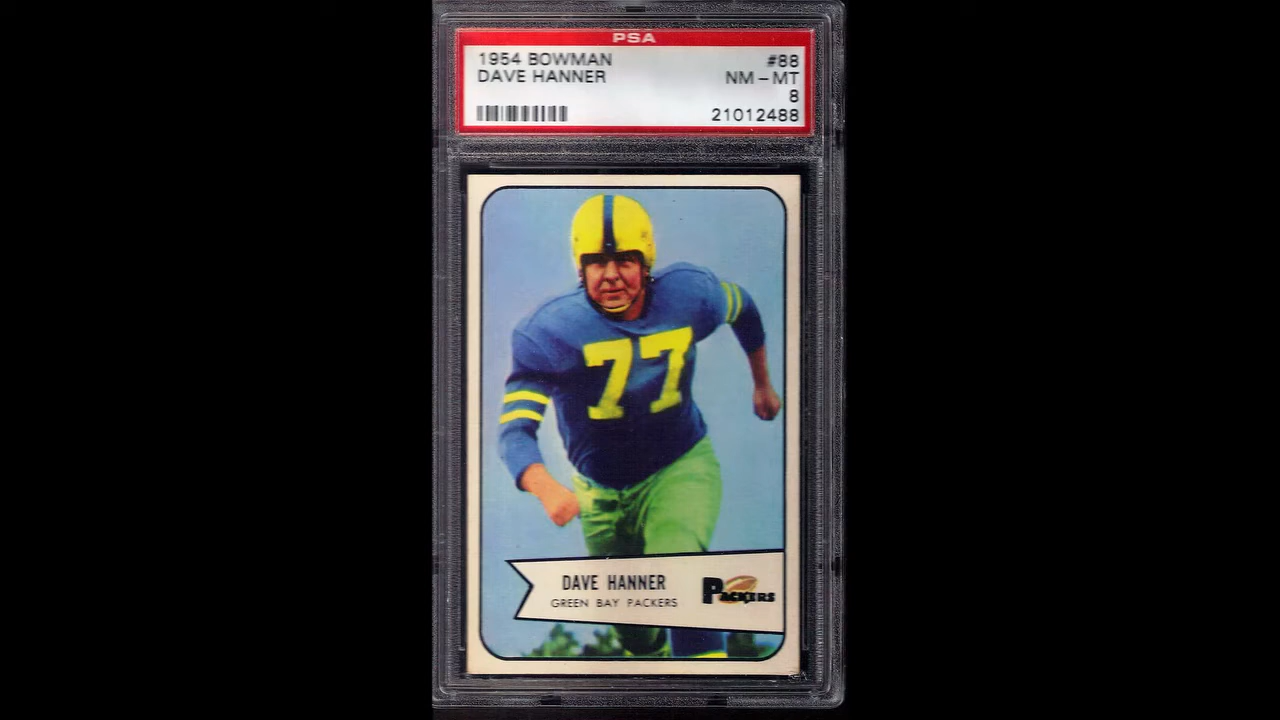 PSA
1954 BOWMAN #88
DAVE HANNER NM - MT
8
21012488
77
DAVE HANNER
GREEN BAY PACKERS
PACKERS